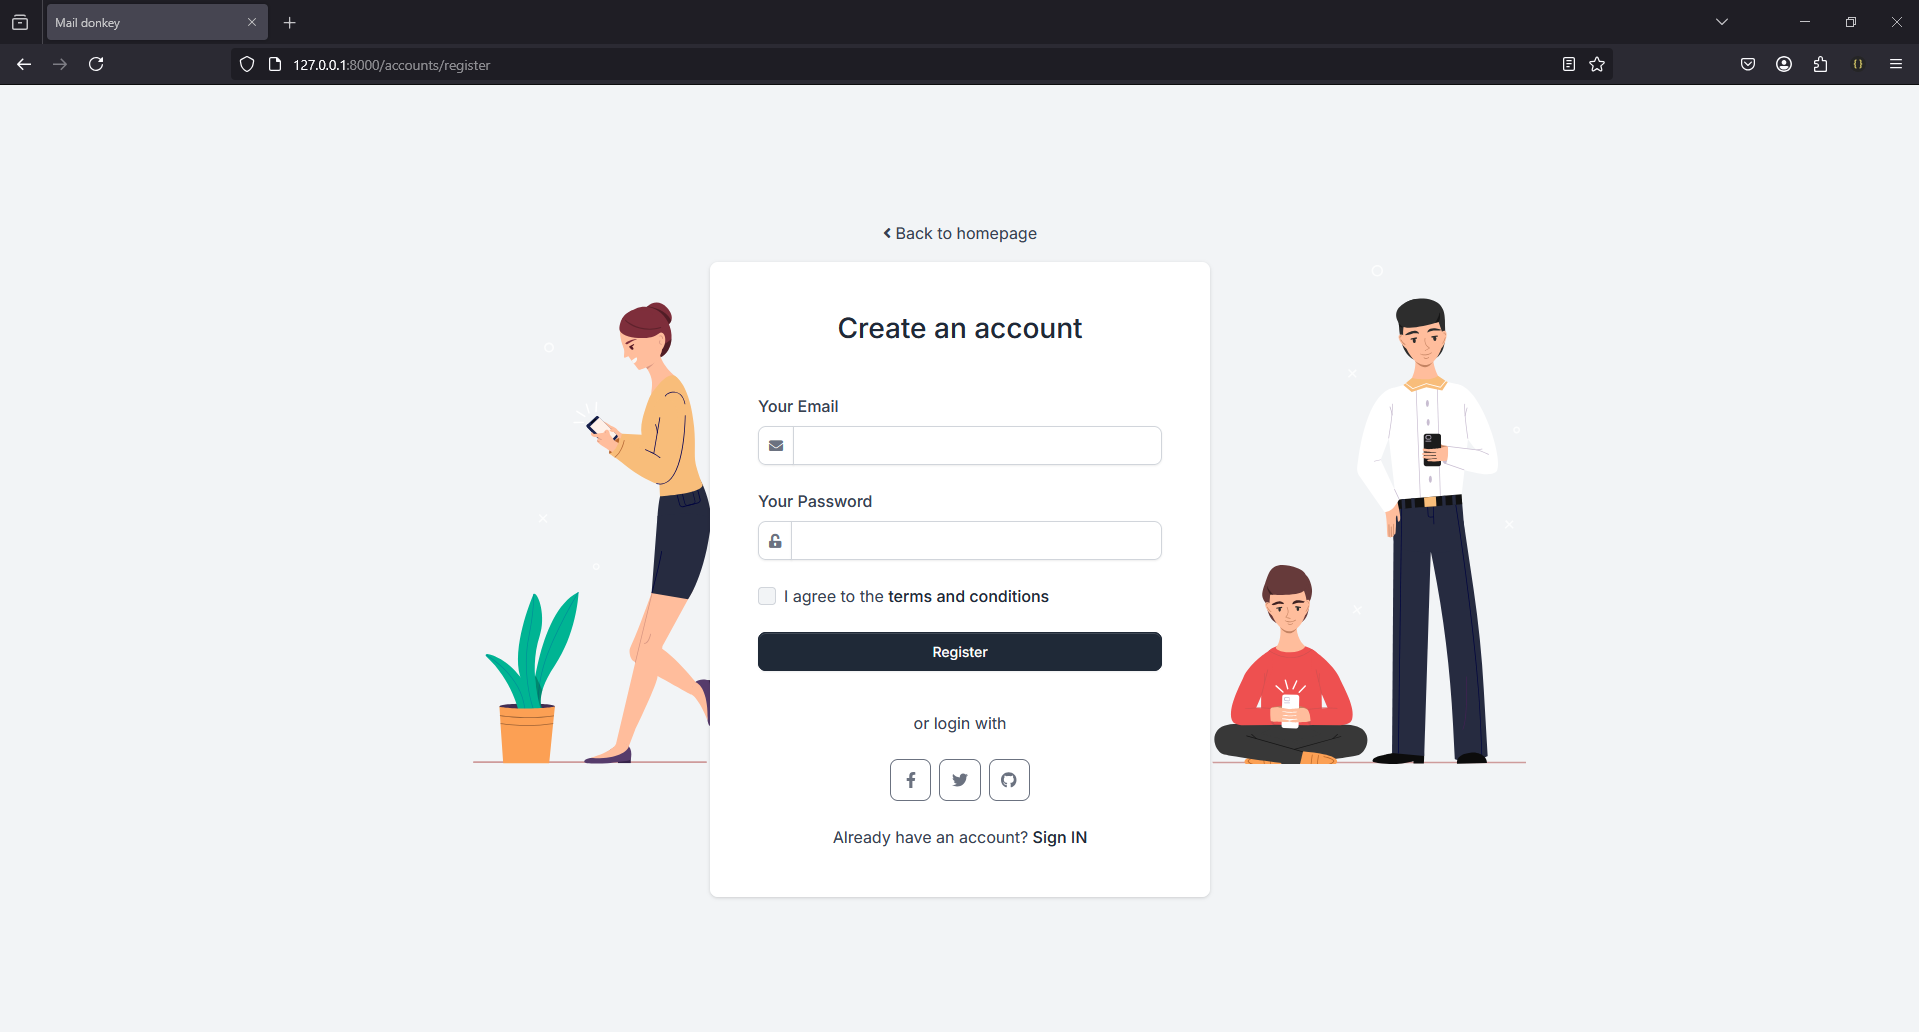 Mail donkey
127.0.0.1:8000/accounts/register
Back to homepage
Create an account
Your Email
Your Password
I agree to the terms and conditions
Register
or login with
Already have an account? Sign IN